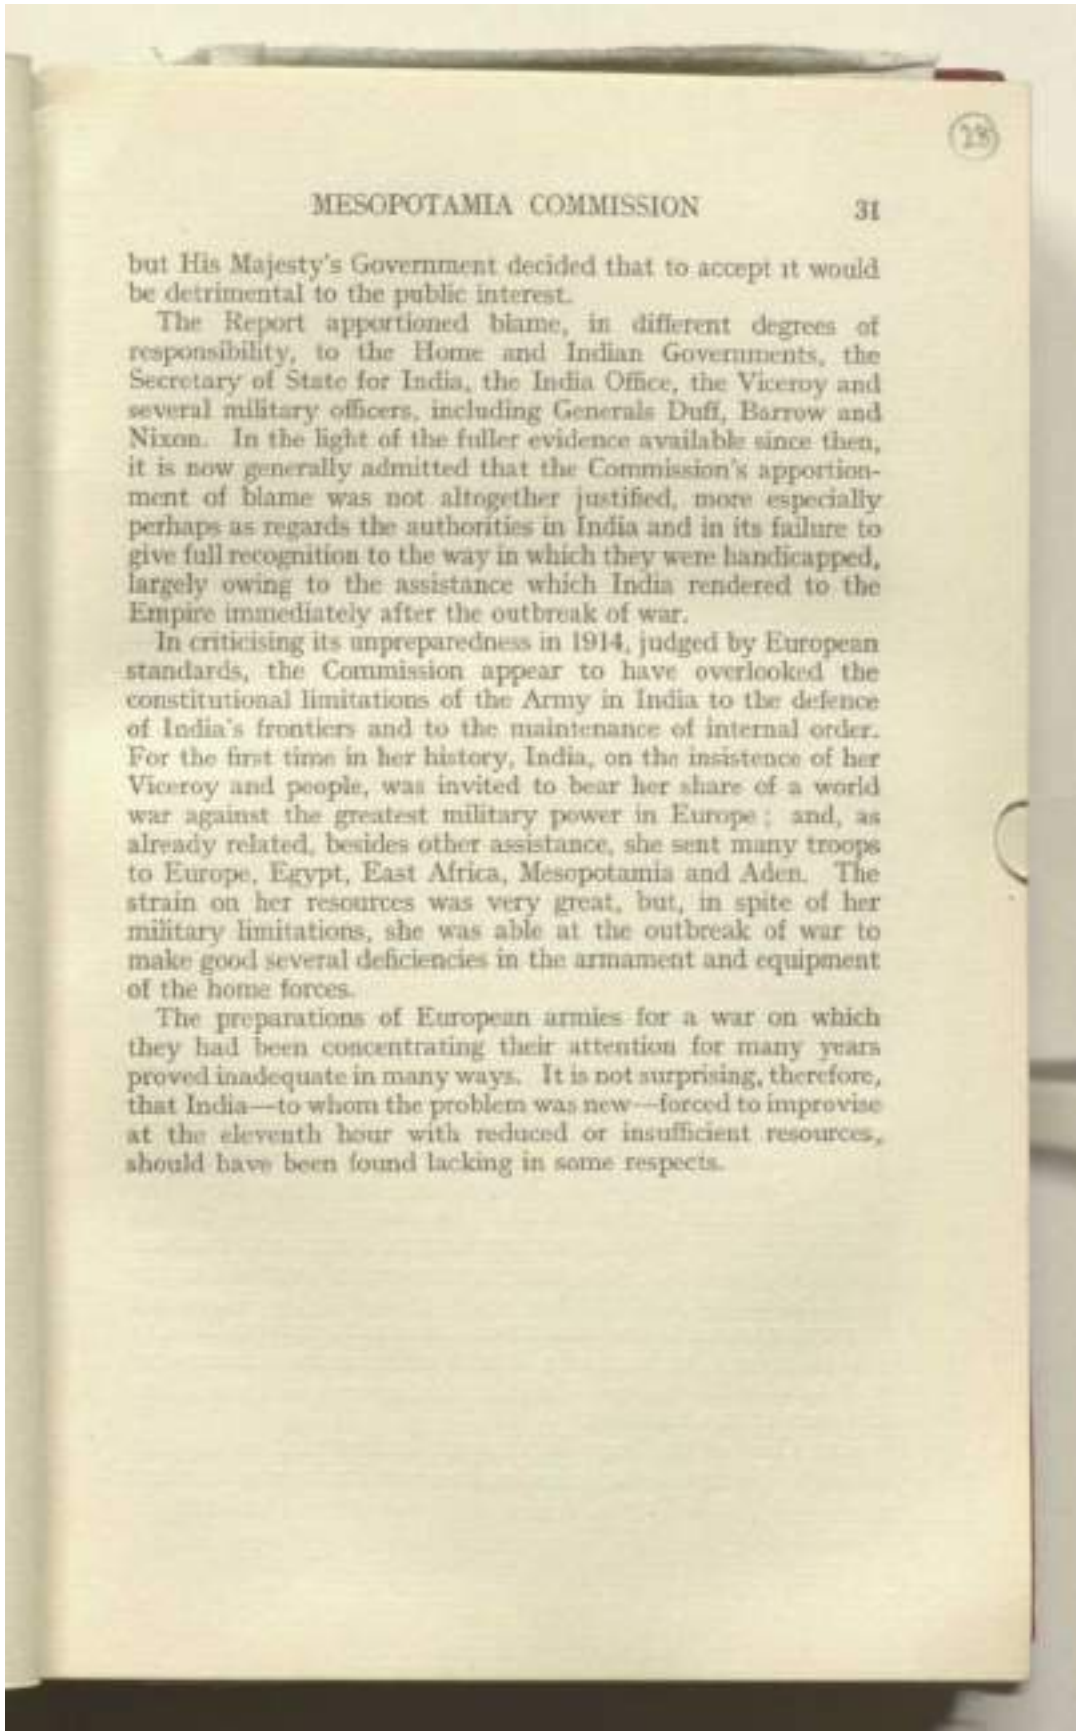 28
MESOPOTAMIA COMMISSION 31
but His Majesty's Government decided that to accept it would
be detrimental to the public interest.
The Report apportioned blame, in different degrees of
responsibility, to the Home and Indian Governments, the
Secretary of State for India, the India Office, the Viceroy and
several military officers, including Generals Duff, Barrow and
Nixon. In the light of the fuller evidence available since then,
it is now generally admitted that the Commission's apportion-
ment of blame was not altogether justified, more especially
perhaps as regards the authorities in India and in its failure to
give full recognition to the way in which they were handicapped,
largely owing to the assistance which India rendered to the
Empire immediately after the outbreak of war.
In criticising its unpreparedness in 1914, judged by European
standards, the Commission appear to have overlooked the
constitutional limitations of the Army in India to the defence
of India's frontiers and to the maintenance of internal order.
For the first time in her history, India, on the insistence of her
Viceroy and people, was invited to bear her share of a world
war against the greatest military power in Europe; and, as
already related, besides other assistance, she sent many troops
to Europe, Egypt, East Africa, Mesopotamia and Aden. The
strain on her resources was very great, but, in spite of her
military limitations, she was able at the outbreak of war to
make good several deficiencies in the armament and equipment
of the home forces.
The preparations of European armies for a war on which
they had been concentrating their attention for many years
proved inadequate in many ways. It is not surprising, therefore,
that India—to whom the problem was new—forced to improvise
at the eleventh hour with reduced or insufficient resources,
should have been found lacking in some respects.